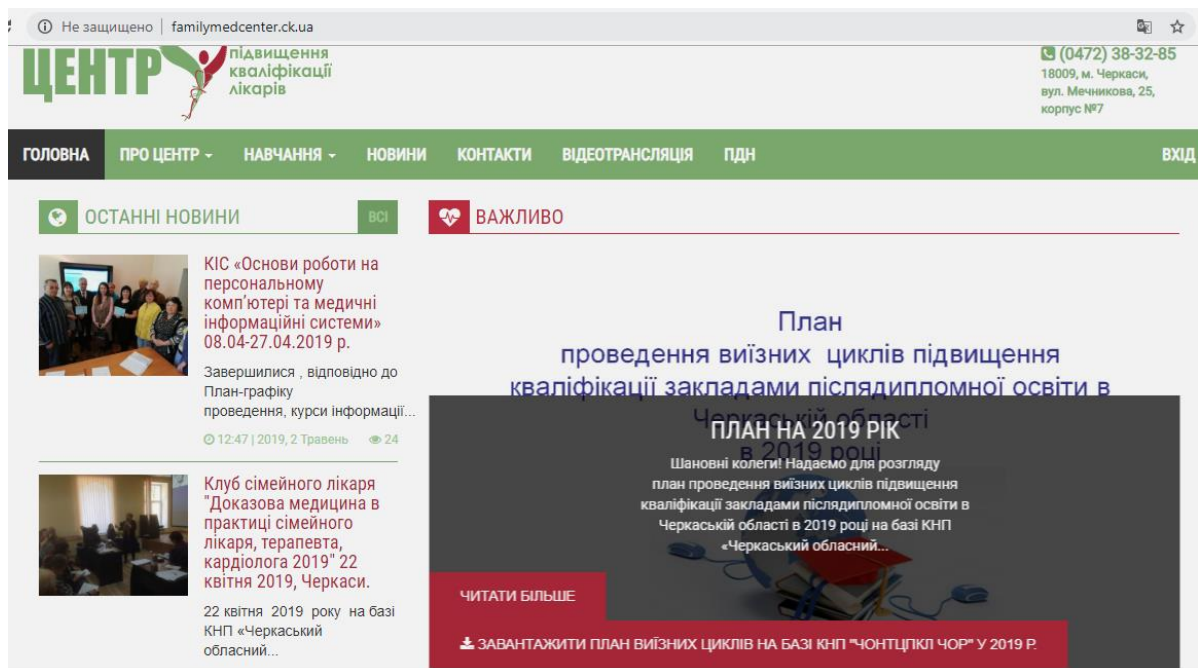 Не защищено | familymedcenter.ck.ua
ЦЕНТР
підвищення
кваліфікації
лікарів
(0472) 38-32-85
18009, м. Черкаси,
вул. Мечникова, 25,
корпус №7
ГОЛОВНА ПРО ЦЕНТР НАВЧАННЯ НОВИНИ КОНТАКТИ ВІДЕОТРАНСЛЯЦІЯ ПДН ВХІД
ОСТАННІ НОВИНИ ВСІ
КІС «Основи роботи на
персональному
комп'ютері та медичні
інформаційні системи»
08.04-27.04.2019 р.
Завершилися , відповідно до
План-графіку
проведення, курси інформації...
12:47 | 2019, 2 Травень 24
Клуб сімейного лікаря
"Доказова медицина в
практиці сімейного
лікаря, терапевта,
кардіолога 2019" 22
квітня 2019, Черкаси.
22 квітня 2019 року на базі
КНП «Черкаський
обласний...
ВАЖЛИВО
План
проведення виїзних циклів підвищення
кваліфікації закладами післядипломної освіти в
Черкаській області
в 2019 році
ПЛАН НА 2019 РІК
Шановні колеги! Надаємо для розгляду
план проведення виїзних циклів підвищення
кваліфікації закладами післядипломної освіти в
Черкаській області в 2019 році на базі КНП
«Черкаський обласний...
ЧИТАТИ БІЛЬШЕ
ЗАВАНТАЖИТИ ПЛАН ВИЇЗНИХ ЦИКЛІВ НА БАЗІ КНП "ЧОНТЦПКЛ ЧОР" У 2019 Р.